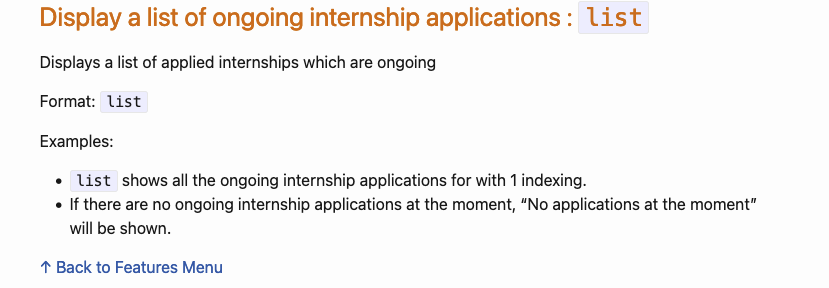 Display a list of ongoing internship applications : list
Displays a list of applied internships which are ongoing
Format: list
Examples:
• list shows all the ongoing internship applications for with 1 indexing.
• If there are no ongoing internship applications at the moment, “No applications at the moment”
will be shown.
↑ Back to Features Menu